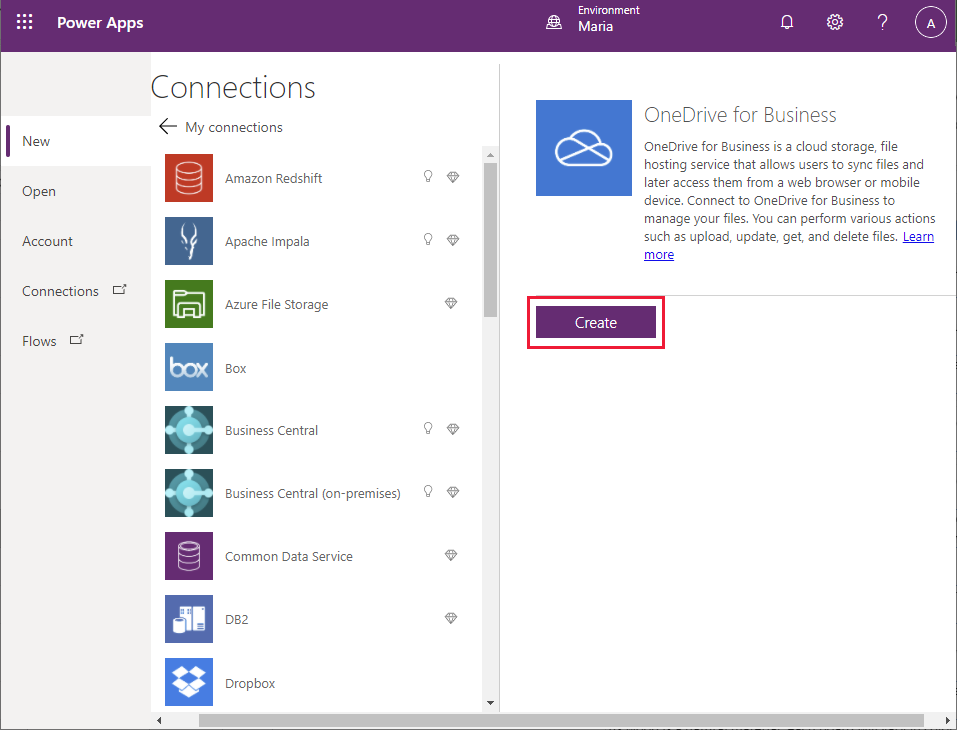 Power Apps
Environment
Maria
?
A
New
Open
Account
Connections
Flows
Connections
My connections
Amazon Redshift
Apache Impala
Azure File Storage
box
Box
Business Central
Business Central (on-premises)
Common Data Service
DB2
Dropbox
OneDrive for Business
OneDrive for Business is a cloud storage, file
hosting service that allows users to sync files and
later access them from a web browser or mobile
device. Connect to OneDrive for Business to
manage your files. You can perform various actions
such as upload, update, get, and delete files. Learn
more
Create